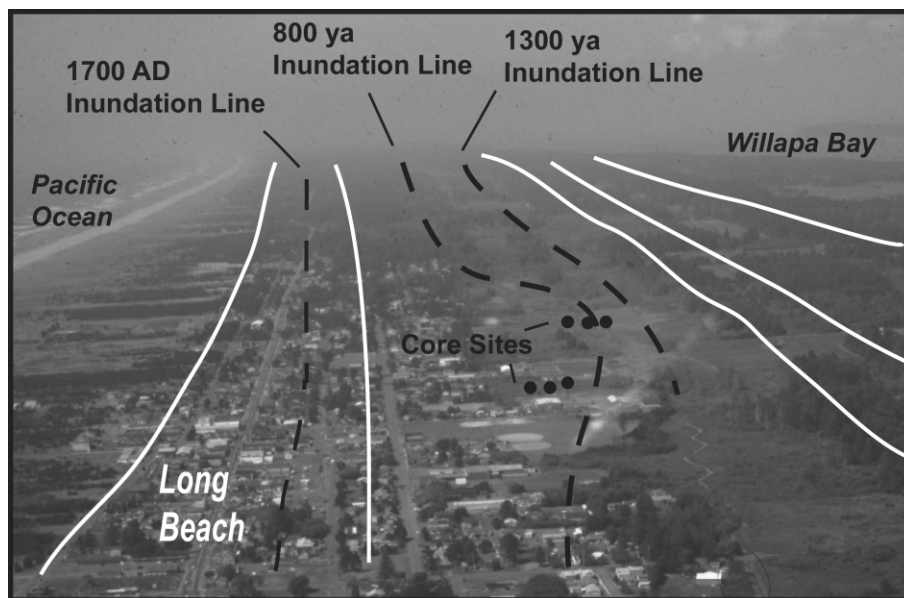 800 ya
Inundation Line
1300 ya
Inundation Line
1700 AD
Inundation Line
Willapa Bay
Pacific
Ocean
Core Sites
Long
Beach